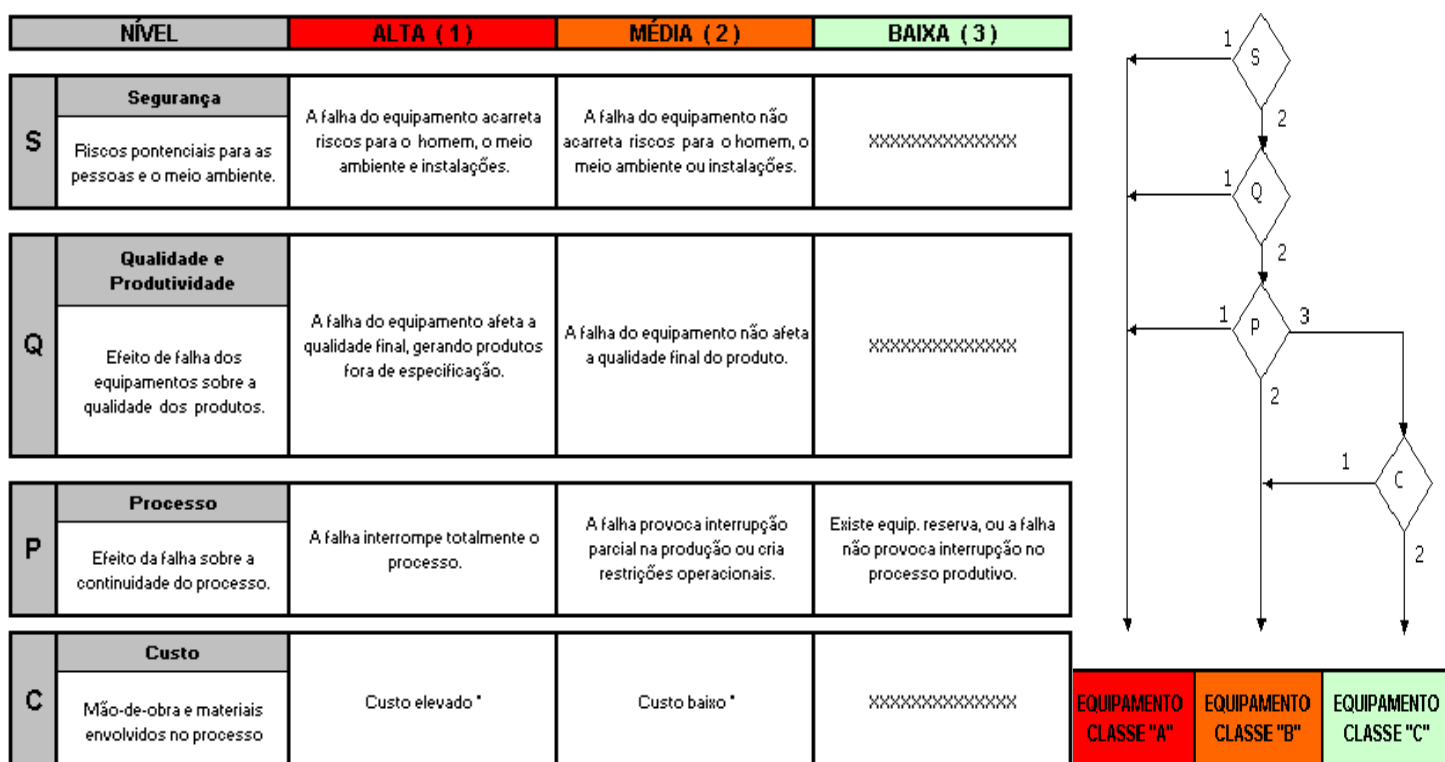 NÍVEL
ALTA ( 1 )
MÉDIA ( 2 )
BAIXA ( 3 )
S
Segurança
Riscos pontenciais para as
pessoas e o meio ambiente.
A falha do equipamento acarreta
riscos para o homem, o meio
ambiente e instalações.
A falha do equipamento não
acarreta riscos para o homem, o
meio ambiente ou instalações.
XXXXXXXXXXXXXX
Q
Qualidade e
Produtividade
Efeito de falha dos
equipamentos sobre a
qualidade dos produtos.
A falha do equipamento afeta a
qualidade final, gerando produtos
fora de especificação.
A falha do equipamento não afeta
a qualidade final do produto.
XXXXXXXXXXXXXX
P
Processo
Efeito da falha sobre a
continuidade do processo.
A falha interrompe totalmente o
processo.
A falha provoca interrupção
parcial na produção ou cria
restrições operacionais.
Existe equip. reserva, ou a falha
não provoca interrupção no
processo produtivo.
C
Custo
Mão-de-obra e materiais
envolvidos no processo
Custo elevado *
Custo baixo *
XXXXXXXXXXXXXX
1
S
2
1
Q
2
1
P
3
2
1
C
2
EQUIPAMENTO
CLASSE "A"
EQUIPAMENTO
CLASSE "B"
EQUIPAMENTO
CLASSE "C"